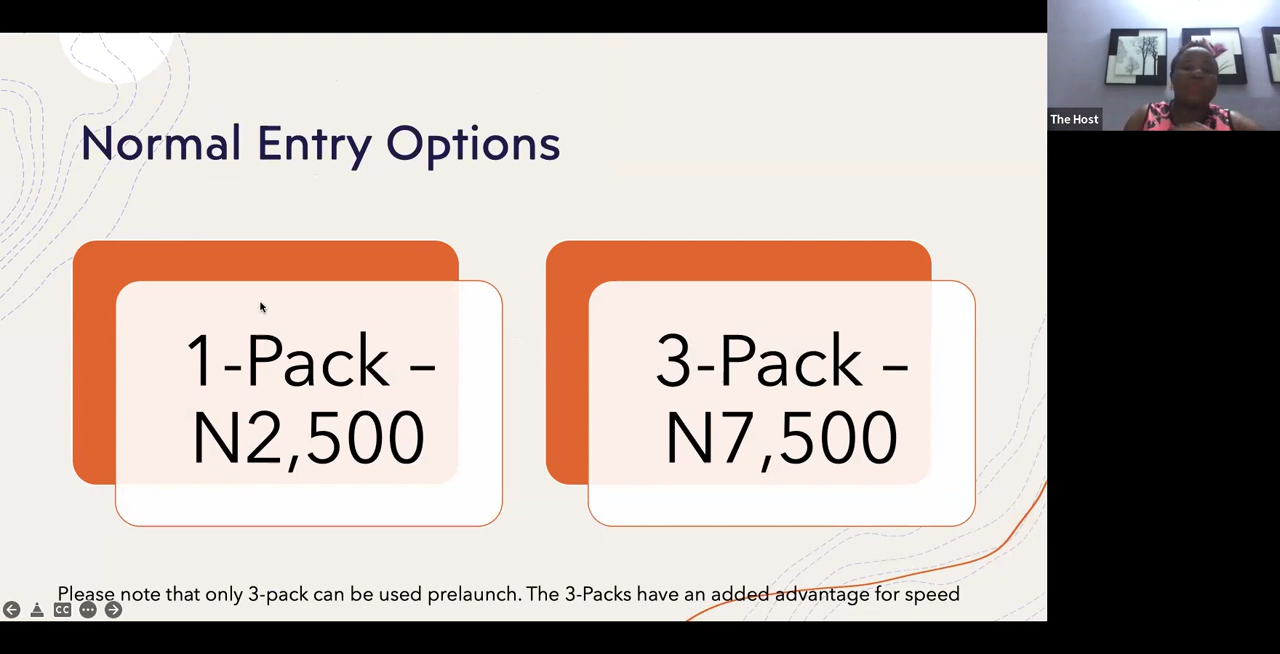 Normal Entry Options
1-Pack –
N2,500
3-Pack –
N7,500
Please note that only 3-pack can be used prelaunch. The 3-Packs have an added advantage for speed
CC
The Host